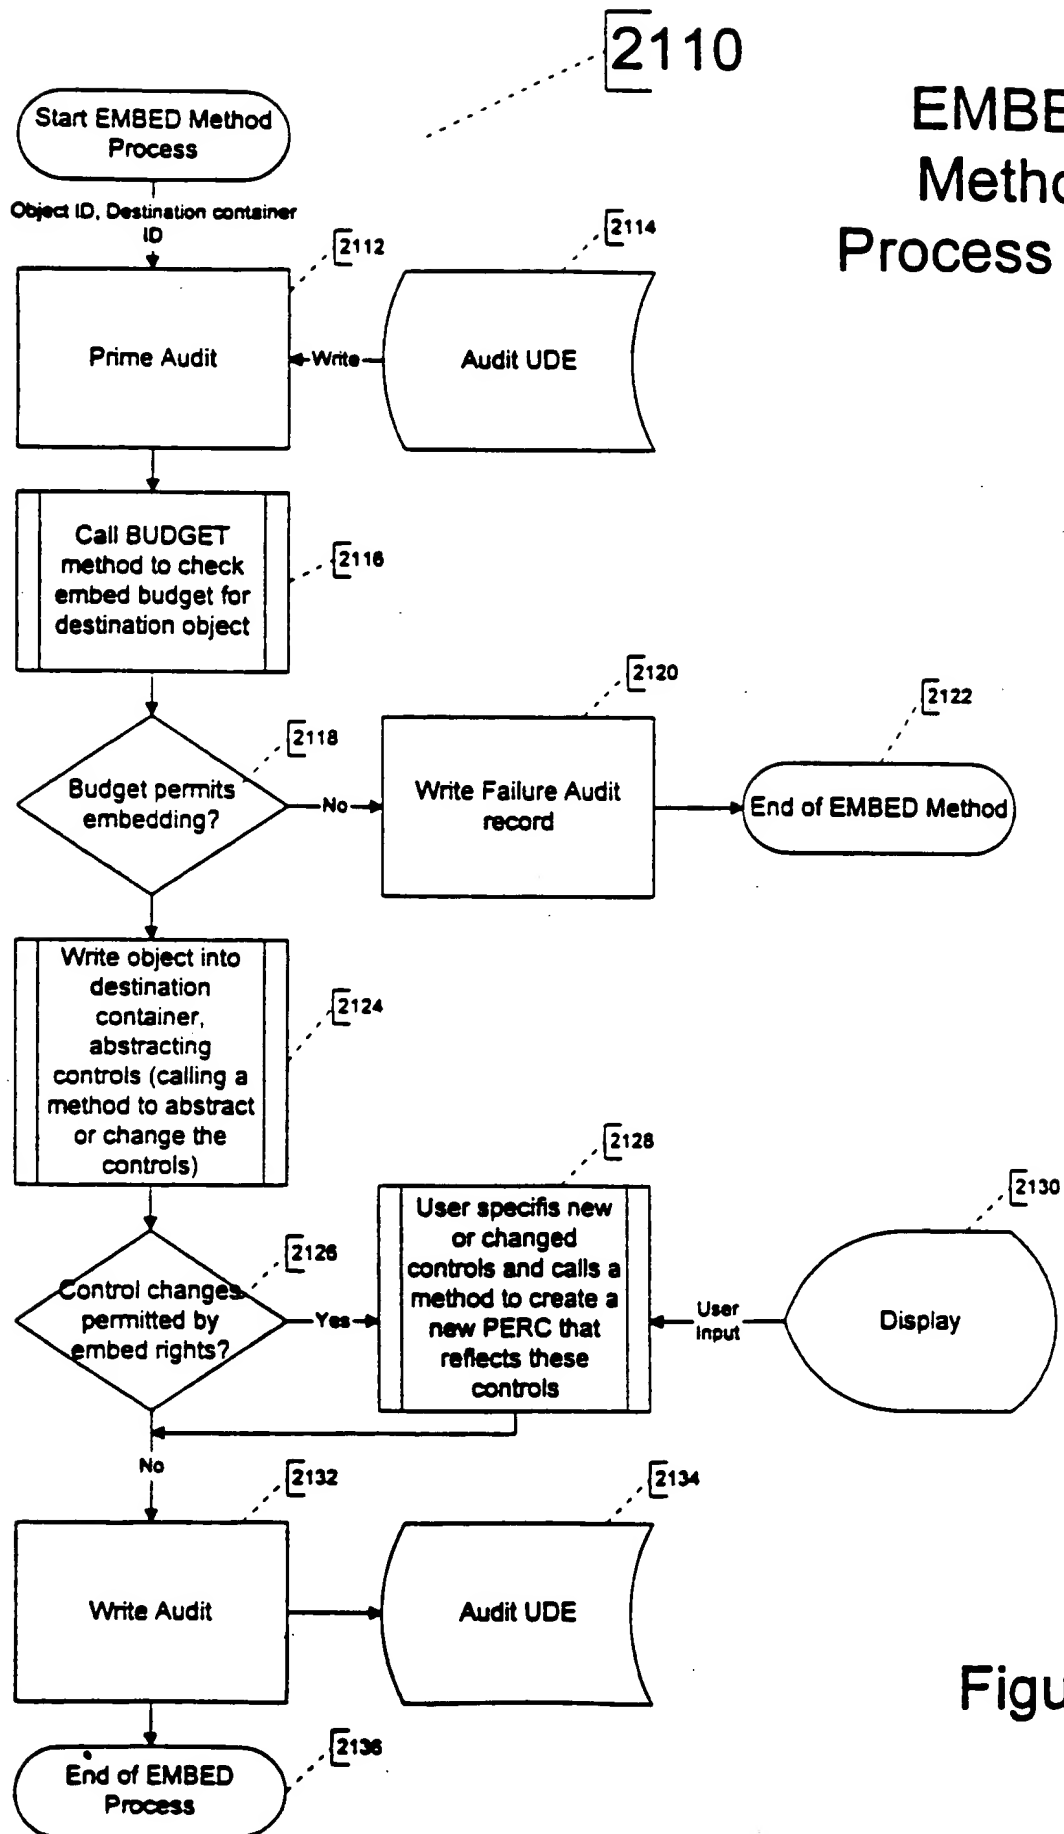 2110
EMBE
Metho
Process
Start EMBED Method
Process
Object ID, Destination container
ID
2112
2114
Prime Audit
Write
Audit UDE
Call BUDGET
method to check
embed budget for
destination object
2116
2120
2122
2118
Budget permits
embedding?
No
Write Failure Audit
record
End of EMBED Method
Write object into
destination
container,
abstracting
controls (calling a
method to abstract
or change the
controls)
2124
2128
2130
2126
Control changes
permitted by
embed rights?
Yes
User specifis new
or changed
controls and calls a
method to create a
new PERC that
reflects these
controls
User
Input
Display
No
2132
2134
Write Audit
Audit UDE
Figu
2136
End of EMBED
Process